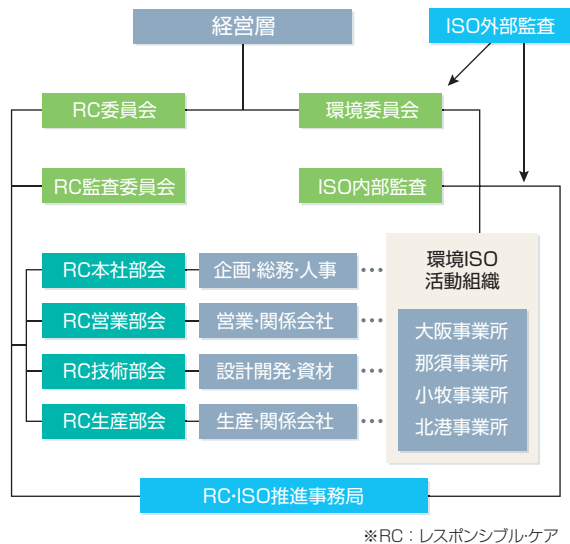 経営層
ISO外部監査
RC委員会
環境委員会
RC監査委員会
ISO内部監査
環境ISO
活動組織
RC本社部会
企画・総務・人事
RC営業部会
営業・関係会社
RC技術部会
設計開発・資材
RC生産部会
生産・関係会社
大阪事業所
那須事業所
小牧事業所
北港事業所
RC・ISO推進事務局
※RC：レスポンシブル・ケア